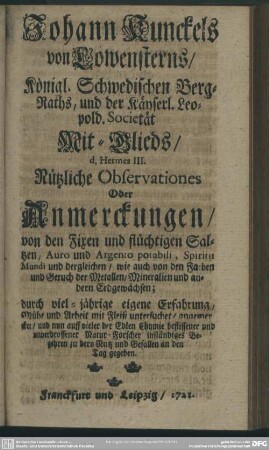 Johann Kunckels
von Löwensterns/
Königl. Schwedischen Berg-
Raths, und der Käyserl. Leo-
pold. Societät
Mit-Glieds/
d. Hermes III.
Nützliche Observationes
Oder
Anmerckungen/
von den Fixen und flüchtigen Sal-
tzen, Auro und Argento potabili, Spiritu
Mundi und dergleichen/ wie auch von den Farben
und Geruch der Metallen/ Mineralien und an-
dern Erdgewächsen;
durch viel-jährige eigene Erfahrung/
Mühe und Arbeit mit Fleiß untersuchet/ angemer-
cket/ und nun auff vieler der Edlen Chymie beflissener und
unverdrossener Natur-Forscher inständiges Be-
gehren zu dero Nutz und Gefallen an den
Tag gegeben.
Franckfurt und Leipzig/ 1721.